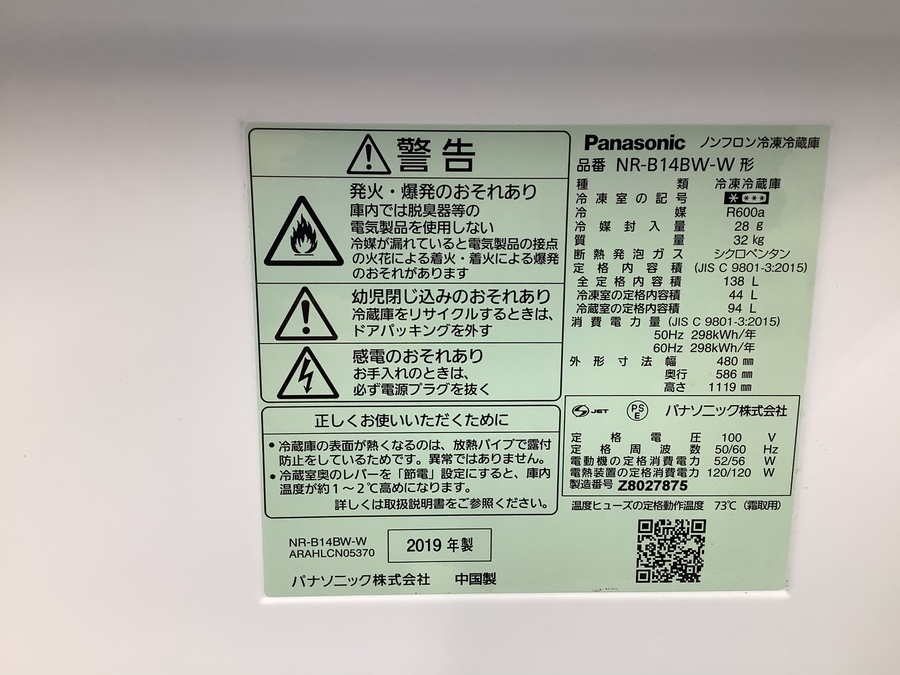 警告
発火・爆発のおそれあり
庫内では脱臭器等の
電気製品を使用しない
冷媒が漏れていると電気製品の接点
の火花による着火・着火による爆発
のおそれがあります
幼児閉じ込みのおそれあり
冷蔵庫をリサイクルするときは、
ドアパッキングを外す
感電のおそれあり
お手入れのときは、
必ず電源プラグを抜く
正しくお使いいただくために
・冷蔵庫の表面が熱くなるのは、放熱パイプで露付
防止をしているためです。異常ではありません。
・冷蔵室奥のレバーを「節電」設定にすると、庫内
温度が約1～2℃高めになります。
詳しくは取扱説明書をご参照ください。
NR-B14BW-W
ARAHLCN05370
2019 年製
パナソニック株式会社 中国製
Panasonic ノンフロン冷凍冷蔵庫
品番 NR-B14BW-W 形
種類 冷凍冷蔵庫
冷凍室の記号 * ***
冷媒 R600a
冷媒封入量 28 g
質量 32 kg
断熱発泡ガス シクロペンタン
定格内容積 (JIS C 9801-3:2015)
全定格内容積 138 L
冷凍室の定格内容積 44 L
冷蔵室の定格内容積 94 L
消費電力量 (JIS C 9801-3:2015)
50Hz 298kWh/年
60Hz 298kWh/年
外形寸法 幅 480 mm
奥行 586 mm
高さ 1119 mm
JET PS E パナソニック株式会社
定格電圧 100 V
定格周波数 50/60 Hz
電動機の定格消費電力 52/56 W
電熱装置の定格消費電力 120/120 W
製造番号 Z8027875
温度ヒューズの定格動作温度 73℃ (霜取用)